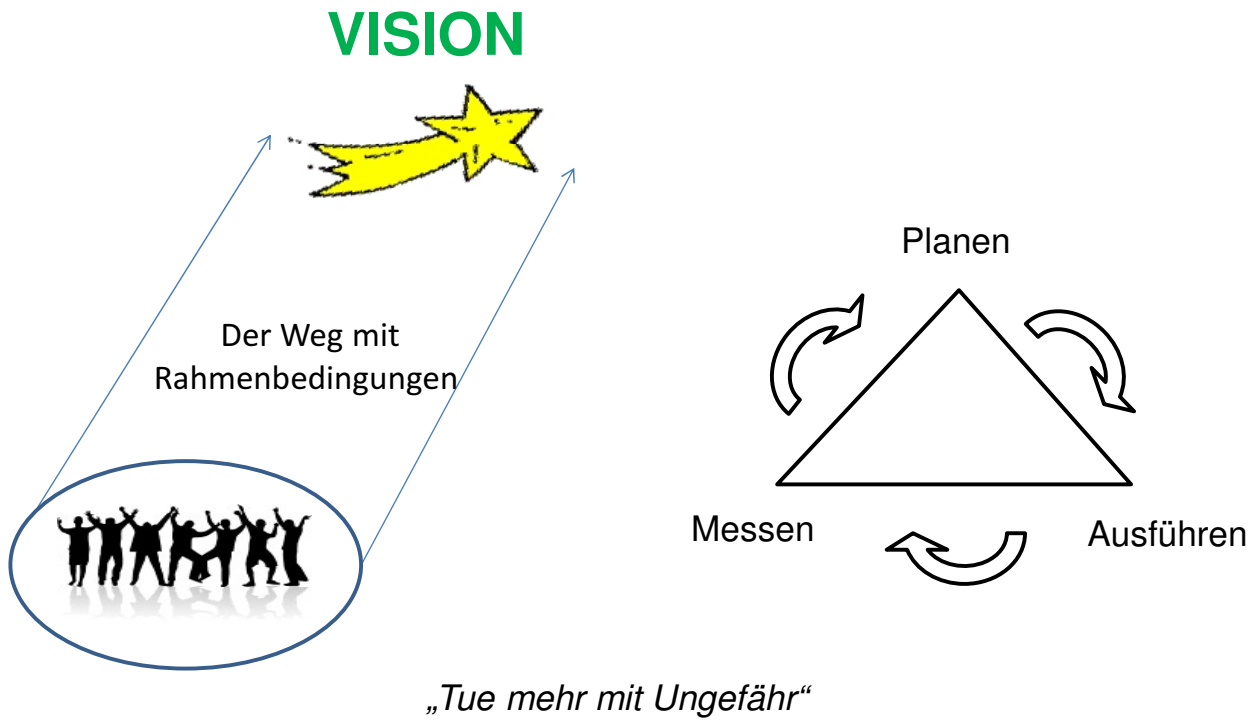 VISION
Der Weg mit
Rahmenbedingungen
Planen
Messen
Ausführen
„Tue mehr mit Ungefähr“